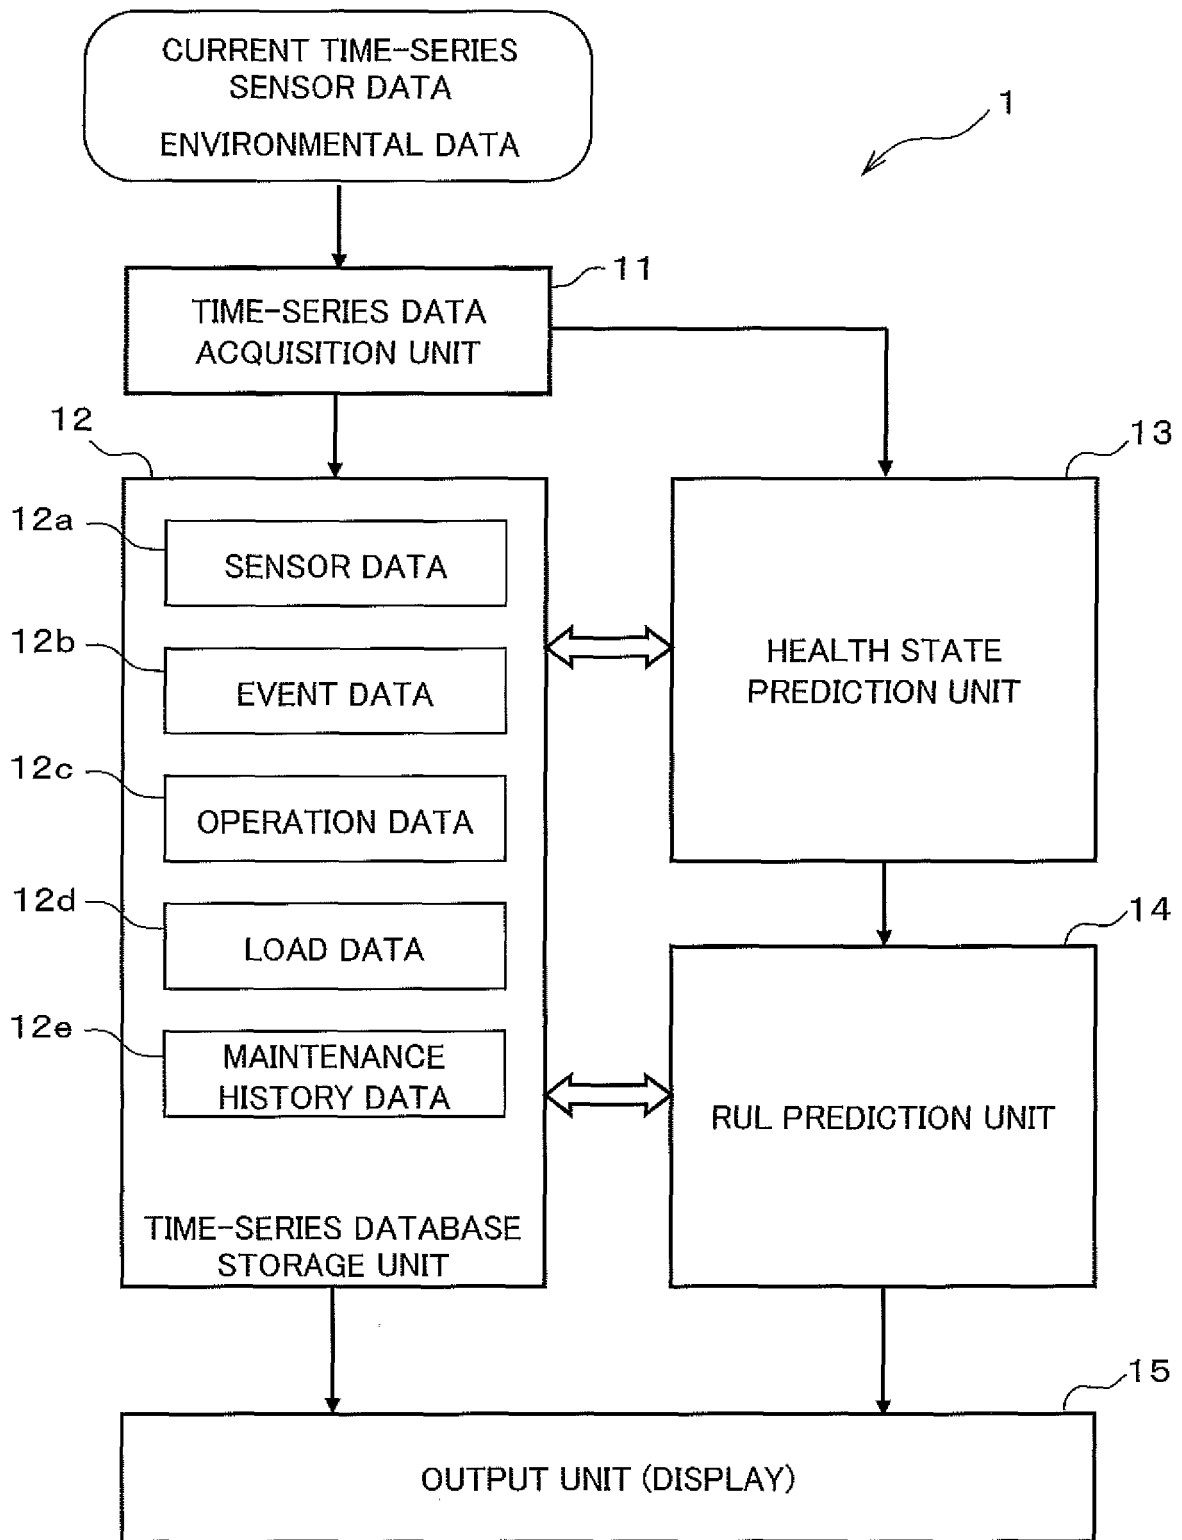 CURRENT TIME-SERIES
SENSOR DATA
ENVIRONMENTAL DATA
1
11
TIME-SERIES DATA
ACQUISITION UNIT
12
13
12a
SENSOR DATA
12b
EVENT DATA
HEALTH STATE
PREDICTION UNIT
12c
OPERATION DATA
12d
LOAD DATA
14
12e
MAINTENANCE
HISTORY DATA
RUL PREDICTION UNIT
TIME-SERIES DATABASE
STORAGE UNIT
15
OUTPUT UNIT (DISPLAY)